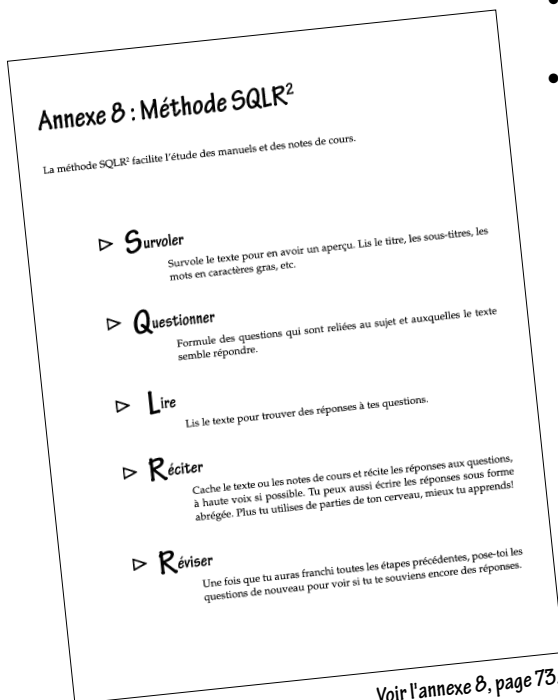 Annexe 8 : Méthode SQLR²
La méthode SQLR² facilite l'étude des manuels et des notes de cours.
Survoler
Survole le texte pour en avoir un aperçu. Lis le titre, les sous-titres, les
mots en caractères gras, etc.
Questionner
Formule des questions qui sont reliées au sujet et auxquelles le texte
semble répondre.
Lire
Lis le texte pour trouver des réponses à tes questions.
Réciter
Cache le texte ou les notes de cours et récite les réponses aux questions,
à haute voix si possible. Tu peux aussi écrire les réponses sous forme
abrégée. Plus tu utilises de parties de ton cerveau, mieux tu apprends!
Réviser
Une fois que tu auras franchi toutes les étapes précédentes, pose-toi les
questions de nouveau pour voir si tu te souviens encore des réponses.
Voir l'annexe 8, page 73